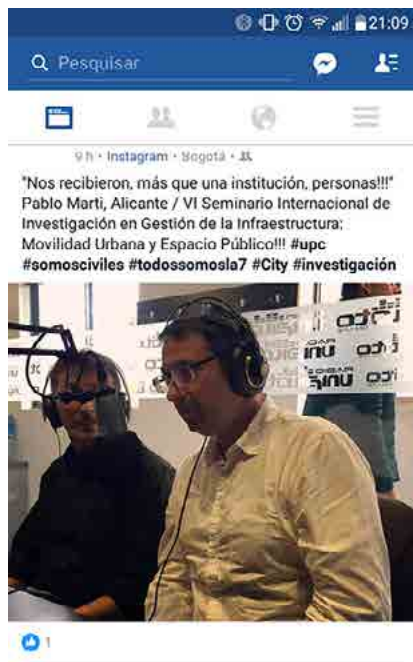 21:09
Pesquisar
9 h · Instagram · Bogotá ·
"Nos recibieron, más que una institución, personas!!!"
Pablo Marti, Alicante / VI Seminario Internacional de
Investigación en Gestión de la Infraestructura:
Movilidad Urbana y Espacio Público!!! #upc
#somosciviles #todossomosla7 #City #investigación
1